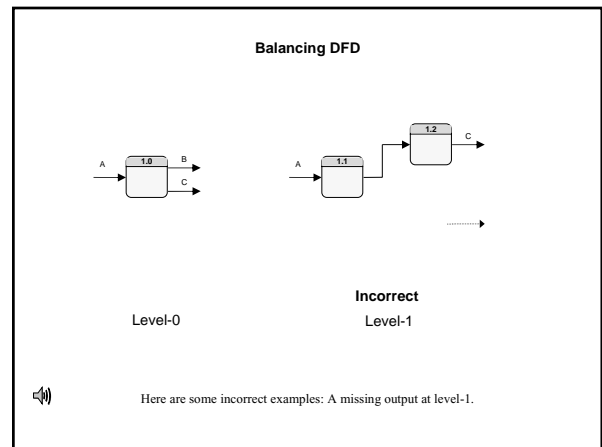 Balancing DFD
1.2
C
A
1.0
B
C
A
1.1
Incorrect
Level-0
Level-1
Here are some incorrect examples: A missing output at level-1.